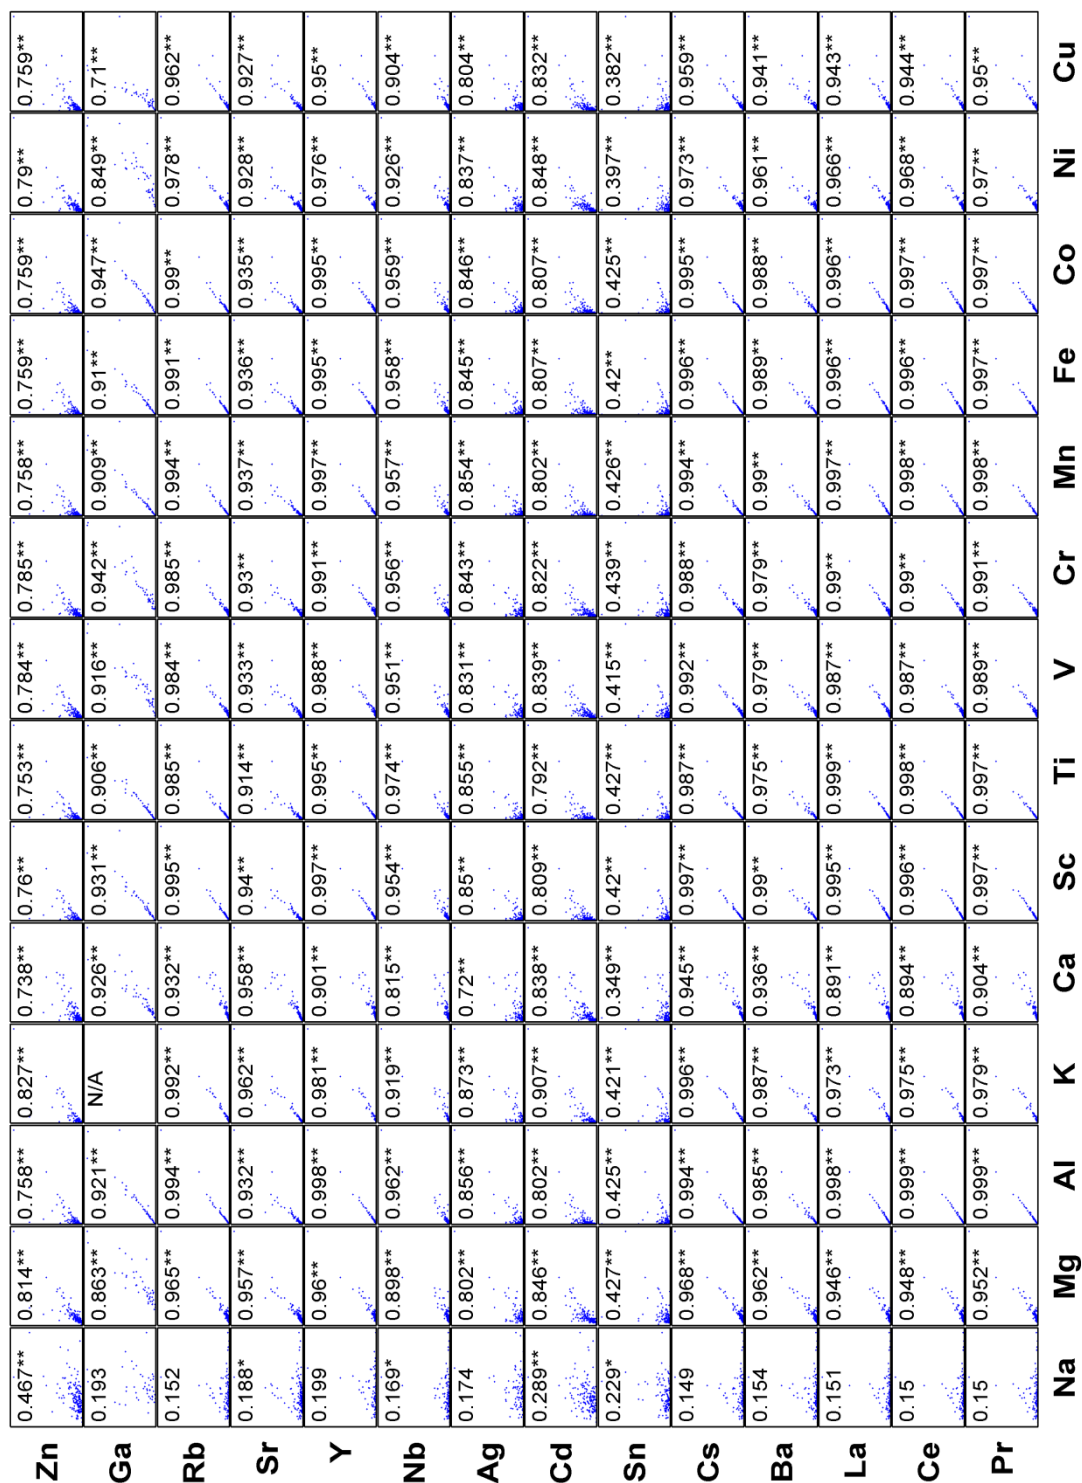 Zn 0.467** 0.814** 0.758** 0.827** 0.738** 0.76** 0.753** 0.784** 0.785** 0.758** 0.759** 0.759** 0.79** 0.759**
Ga 0.193 0.863** 0.921** N/A 0.926** 0.931** 0.906** 0.916** 0.942** 0.909** 0.91** 0.947** 0.849** 0.71**
Rb 0.152 0.965** 0.994** 0.992** 0.932** 0.995** 0.985** 0.984** 0.985** 0.994** 0.991** 0.99** 0.978** 0.962**
Sr 0.188* 0.957** 0.932** 0.962** 0.958** 0.94** 0.914** 0.933** 0.93** 0.937** 0.936** 0.935** 0.928** 0.927**
Y 0.199 0.96** 0.998** 0.981** 0.901** 0.997** 0.995** 0.988** 0.991** 0.997** 0.995** 0.995** 0.976** 0.95**
Nb 0.169* 0.898** 0.962** 0.919** 0.815** 0.954** 0.974** 0.951** 0.956** 0.957** 0.958** 0.959** 0.926** 0.904**
Ag 0.174 0.802** 0.856** 0.873** 0.72** 0.85** 0.855** 0.831** 0.843** 0.854** 0.845** 0.846** 0.837** 0.804**
Cd 0.289** 0.846** 0.802** 0.907** 0.838** 0.809** 0.792** 0.839** 0.822** 0.802** 0.807** 0.807** 0.848** 0.832**
Sn 0.229* 0.427** 0.425** 0.421** 0.349** 0.42** 0.427** 0.415** 0.439** 0.426** 0.42** 0.425** 0.397** 0.382**
Cs 0.149 0.968** 0.994** 0.996** 0.945** 0.997** 0.987** 0.992** 0.988** 0.994** 0.996** 0.995** 0.973** 0.959**
Ba 0.154 0.962** 0.985** 0.987** 0.936** 0.99** 0.975** 0.979** 0.979** 0.99** 0.989** 0.988** 0.961** 0.941**
La 0.151 0.946** 0.998** 0.973** 0.891** 0.995** 0.999** 0.987** 0.99** 0.997** 0.996** 0.996** 0.966** 0.943**
Ce 0.15 0.948** 0.999** 0.975** 0.894** 0.996** 0.998** 0.987** 0.99** 0.998** 0.996** 0.997** 0.968** 0.944**
Pr 0.15 0.952** 0.999** 0.979** 0.904** 0.997** 0.997** 0.989** 0.991** 0.998** 0.997** 0.997** 0.97** 0.95**
Na Mg Al K Ca Sc Ti V Cr Mn Fe Co Ni Cu